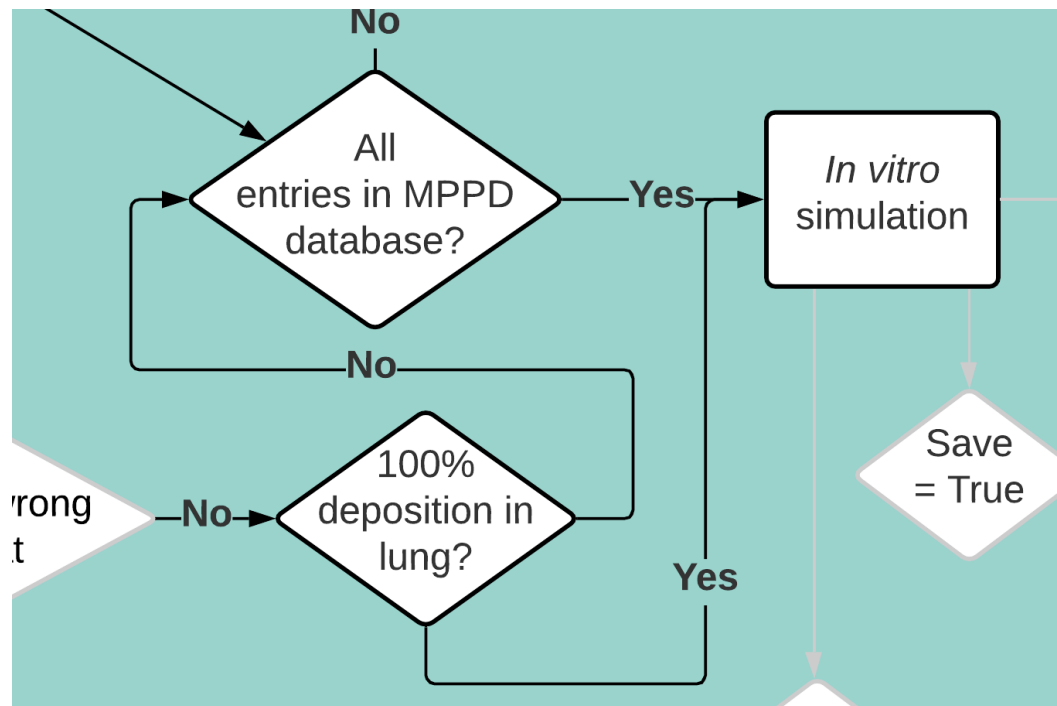 No
All
entries in MPPD
database?
Yes
In vitro
simulation
No
100%
deposition in
lung?
No
Save
= True
Yes